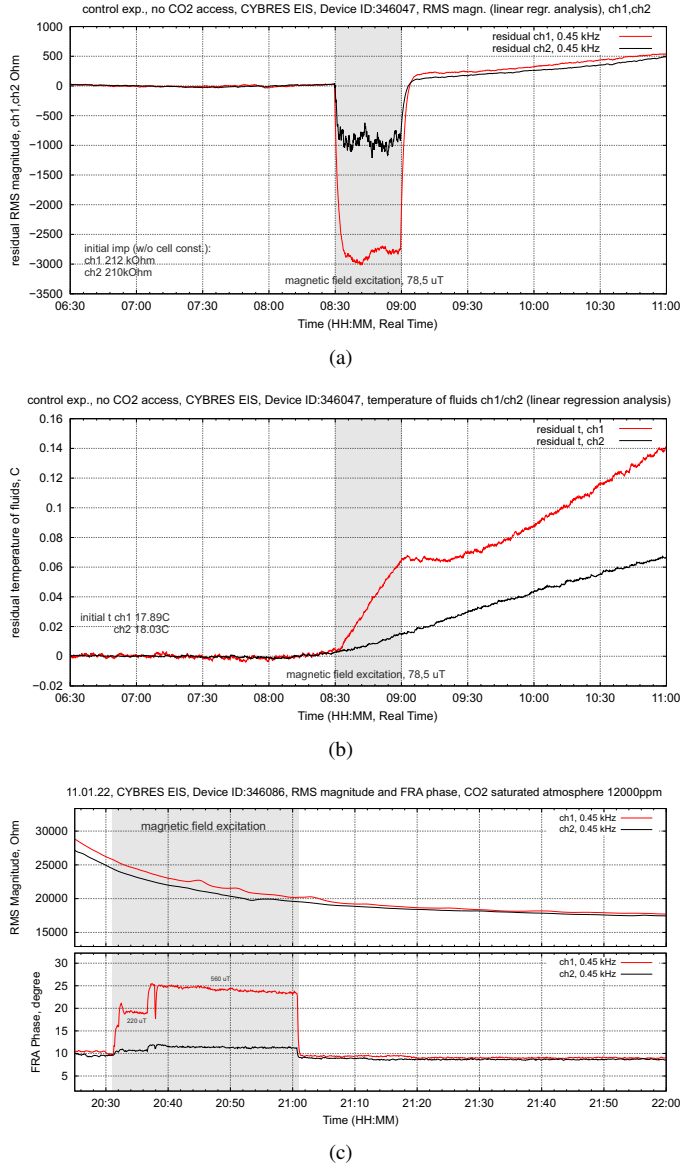 control exp., no CO2 access, CYBRES EIS, Device ID:346047, RMS magn. (linear regr. analysis), ch1,ch2
residual RMS magnitude, ch1,ch2 Ohm
1000
500
0
−500
−1000
−1500
−2000
−2500
−3000
−3500
residual ch1, 0.45 kHz
residual ch2, 0.45 kHz
initial imp (w/o cell const.):
ch1 212 kOhm
ch2 210kOhm
magnetic field excitation, 78,5 uT
06:30 07:00 07:30 08:00 08:30 09:00 09:30 10:00 10:30 11:00
Time (HH:MM, Real Time)
(a)
control exp., no CO2 access, CYBRES EIS, Device ID:346047, temperature of fluids ch1/ch2 (linear regression analysis)
residual temperature of fluids, C
0.16
0.14
0.12
0.1
0.08
0.06
0.04
0.02
0
−0.02
residual t, ch1
residual t, ch2
initial t ch1 17.89C
ch2 18.03C
magnetic field excitation, 78,5 uT
06:30 07:00 07:30 08:00 08:30 09:00 09:30 10:00 10:30 11:00
Time (HH:MM, Real Time)
(b)
11.01.22, CYBRES EIS, Device ID:346086, RMS magnitude and FRA phase, CO2 saturated atmosphere 12000ppm
RMS Magnitude, Ohm
30000
25000
20000
15000
magnetic field excitation
ch1, 0.45 kHz
ch2, 0.45 kHz
FRA Phase, degree
30
25
20
15
10
5
220 uT
560 uT
ch1, 0.45 kHz
ch2, 0.45 kHz
20:30 20:40 20:50 21:00 21:10 21:20 21:30 21:40 21:50 22:00
Time (HH:MM)
(c)